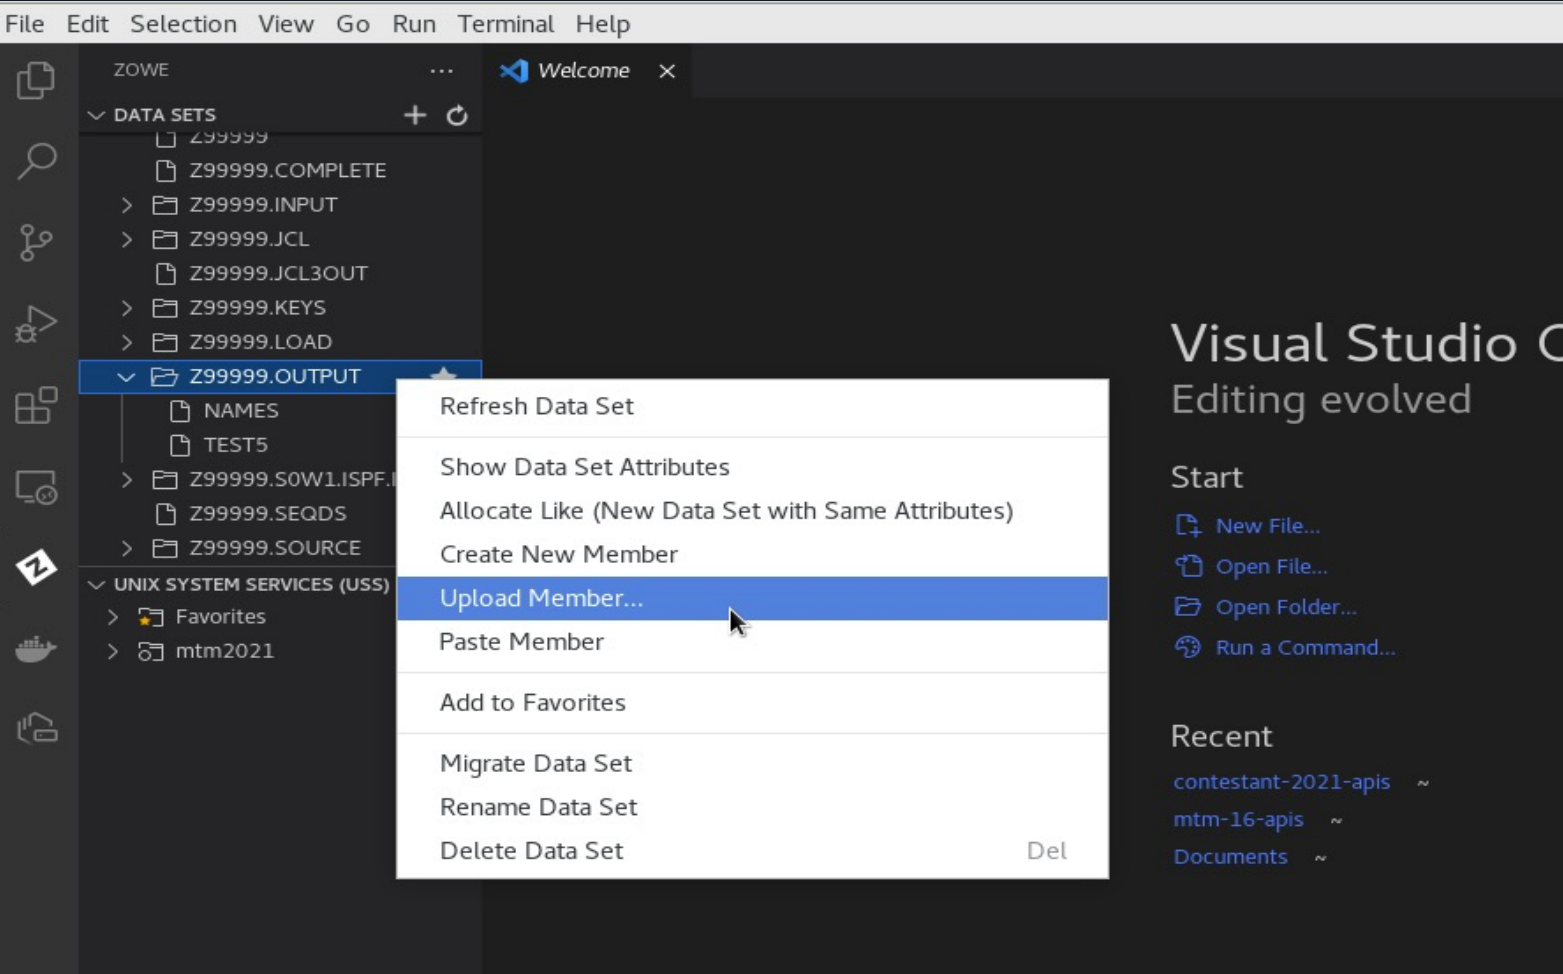 File Edit Selection View Go Run Terminal Help
ZOWE
Welcome
DATA SETS
Z99999
Z99999.COMPLETE
Z99999.INPUT
Z99999.JCL
Z99999.JCL3OUT
Z99999.KEYS
Z99999.LOAD
Z99999.OUTPUT
NAMES
TEST5
Z99999.S0W1.ISPF.
Z99999.SEQDS
Z99999.SOURCE
UNIX SYSTEM SERVICES (USS)
Favorites
mtm2021
Refresh Data Set
Show Data Set Attributes
Allocate Like (New Data Set with Same Attributes)
Create New Member
Upload Member...
Paste Member
Add to Favorites
Migrate Data Set
Rename Data Set
Delete Data Set Del
Visual Studio C
Editing evolved
Start
New File...
Open File...
Open Folder...
Run a Command...
Recent
contestant-2021-apis ~
mtm-16-apis ~
Documents ~